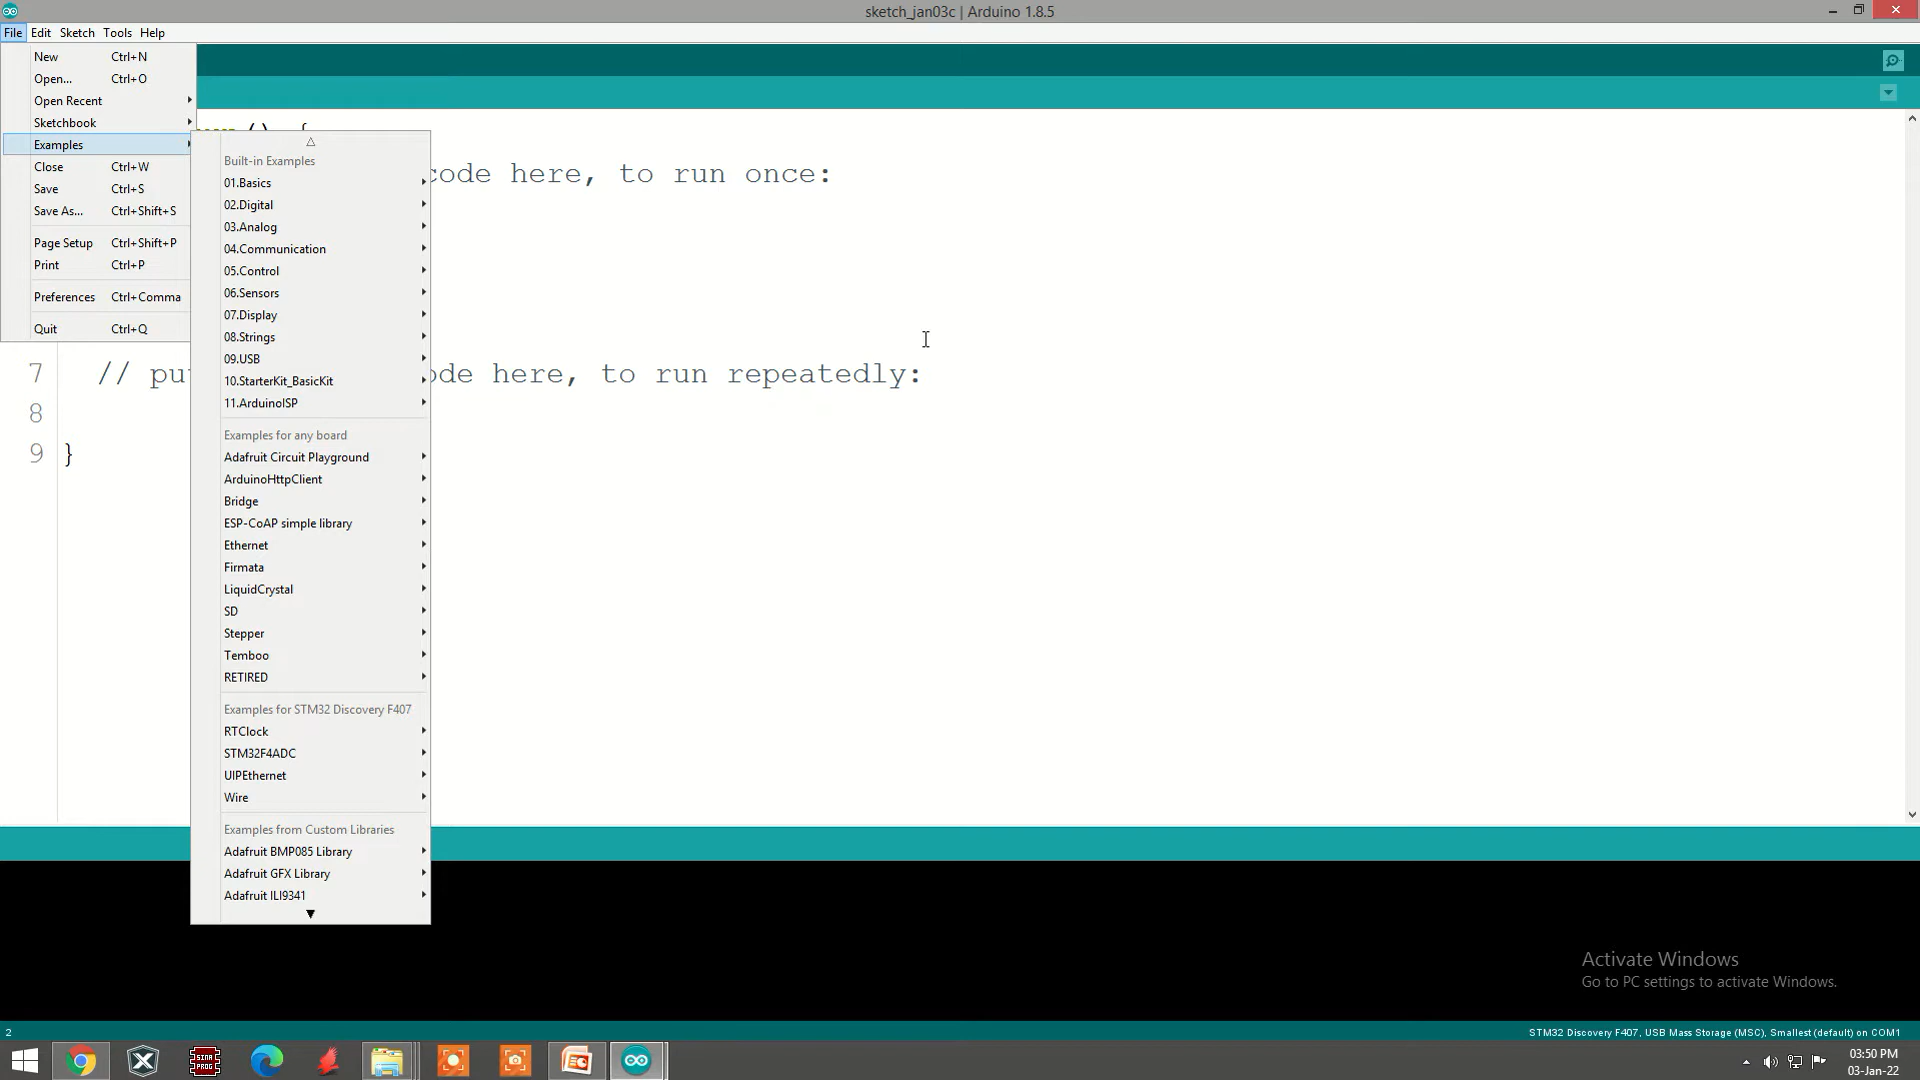 sketch_jan03c | Arduino 1.8.5
File Edit Sketch Tools Help
New Ctrl+N
Open... Ctrl+O
Open Recent
Sketchbook
Examples
Close Ctrl+W
Save Ctrl+S
Save As... Ctrl+Shift+S
Page Setup Ctrl+Shift+P
Print Ctrl+P
Preferences Ctrl+Comma
Quit Ctrl+Q
Built-in Examples
01.Basics
02.Digital
03.Analog
04.Communication
05.Control
06.Sensors
07.Display
08.Strings
09.USB
10.StarterKit_BasicKit
11.ArduinoISP
Examples for any board
Adafruit Circuit Playground
ArduinoHttpClient
Bridge
ESP-CoAP simple library
Ethernet
Firmata
LiquidCrystal
SD
Stepper
Temboo
RETIRED
Examples for STM32 Discovery F407
RTClock
STM32F4ADC
UIPEthernet
Wire
Examples from Custom Libraries
Adafruit BMP085 Library
Adafruit GFX Library
Adafruit ILI9341
code here, to run once:
7 // pu ode here, to run repeatedly:
8
9 }
Activate Windows
Go to PC settings to activate Windows.
2 STM32 Discovery F407, USB Mass Storage (MSC), Smallest (default) on COM1
SINA
PROG
03:50 PM
03-Jan-22